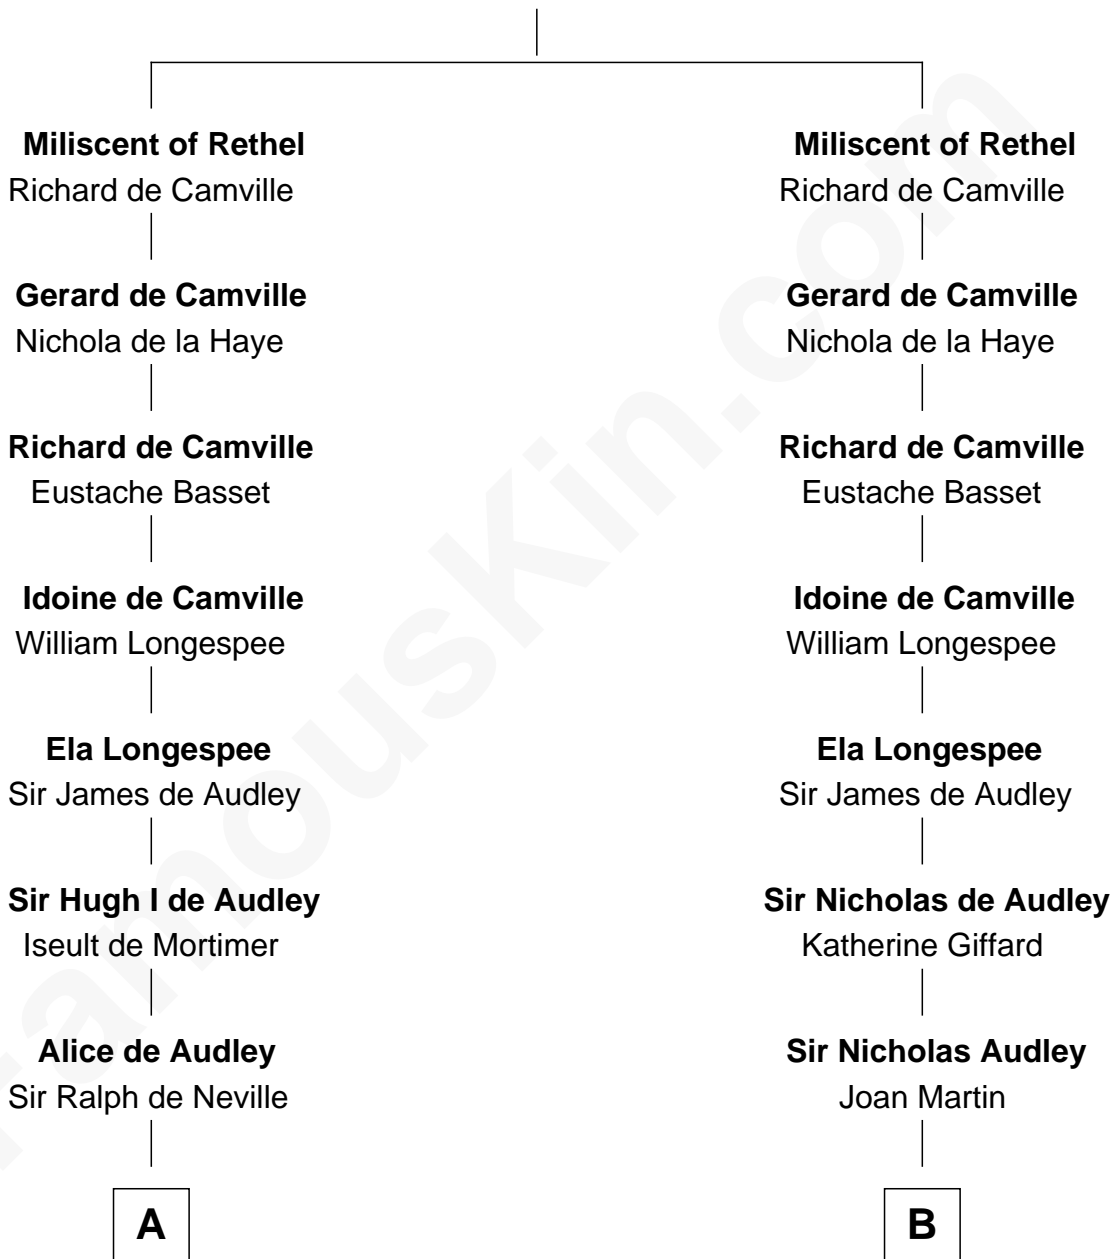 Miliscent of Rethel
Richard de Camville
Gerard de Camville
Nichola de la Haye
Richard de Camville
Eustache Basset
Idoine de Camville
William Longespee
Ela Longespee
Sir James de Audley
Sir Hugh I de Audley
Iseult de Mortimer
Alice de Audley
Sir Ralph de Neville
A
Miliscent of Rethel
Richard de Camville
Gerard de Camville
Nichola de la Haye
Richard de Camville
Eustache Basset
Idoine de Camville
William Longespee
Ela Longespee
Sir James de Audley
Sir Nicholas de Audley
Katherine Giffard
Sir Nicholas Audley
Joan Martin
B
FamousKin.com